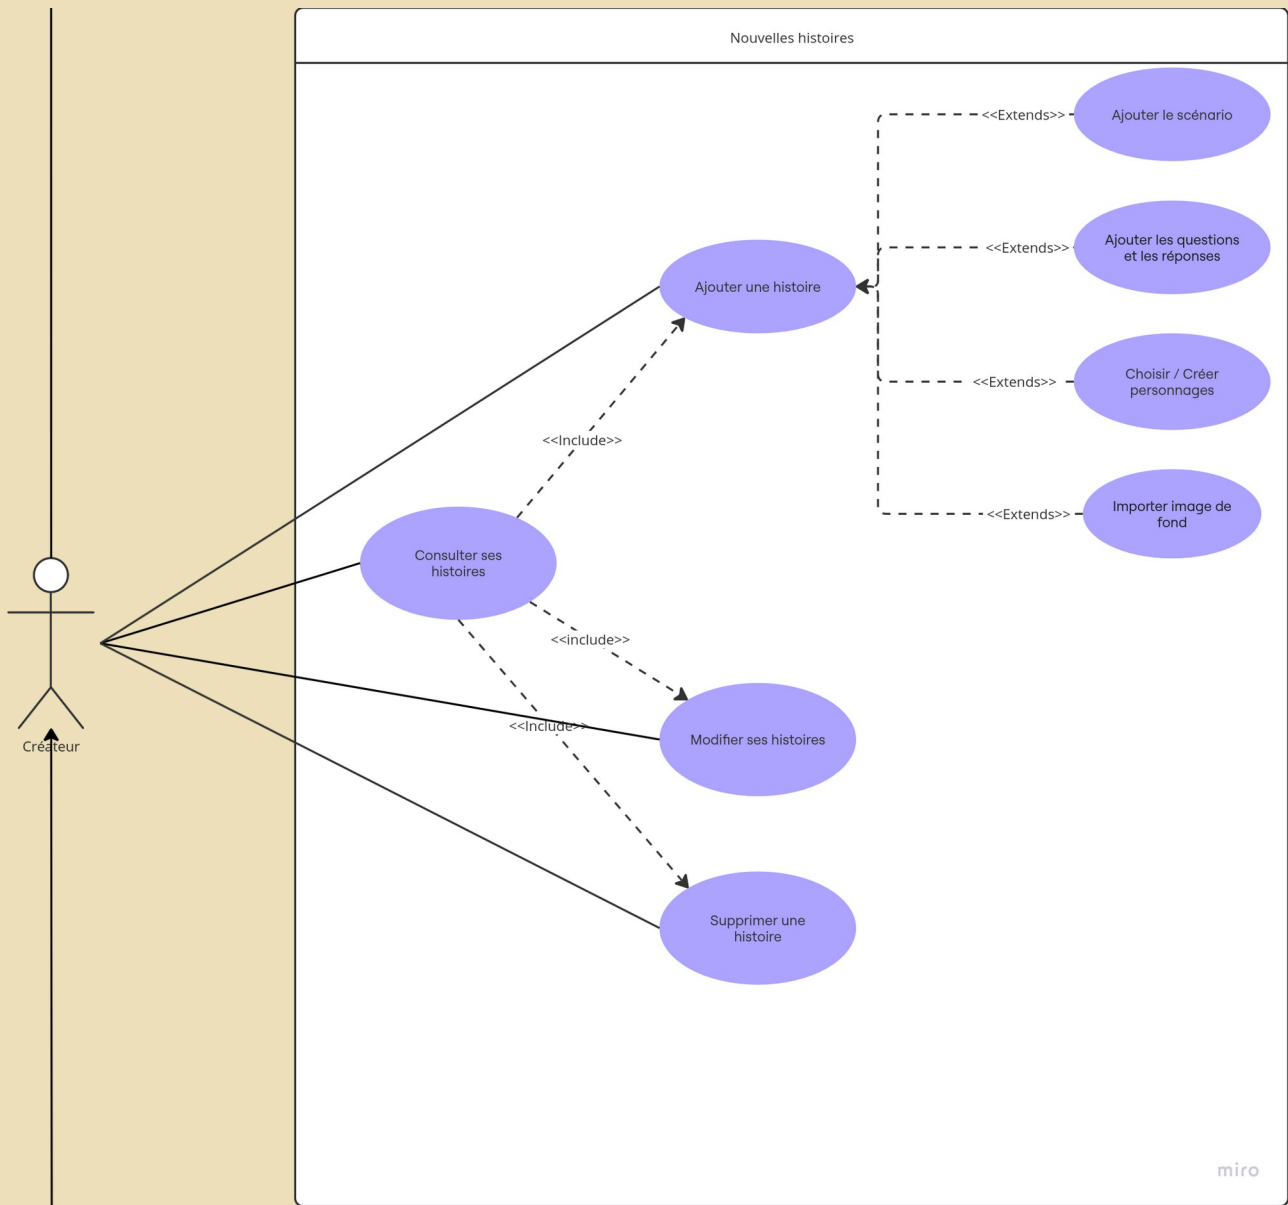 Nouvelles histoires
<<Extends>>
Ajouter le scénario
<<Extends>>
Ajouter les questions
et les réponses
Ajouter une histoire
<<Extends>>
Choisir / Créer
personnages
<<Include>>
<<Extends>>
Importer image de
fond
Consulter ses
histoires
<<include>>
<<Include>>
Modifier ses histoires
Créateur
Supprimer une
histoire
miro